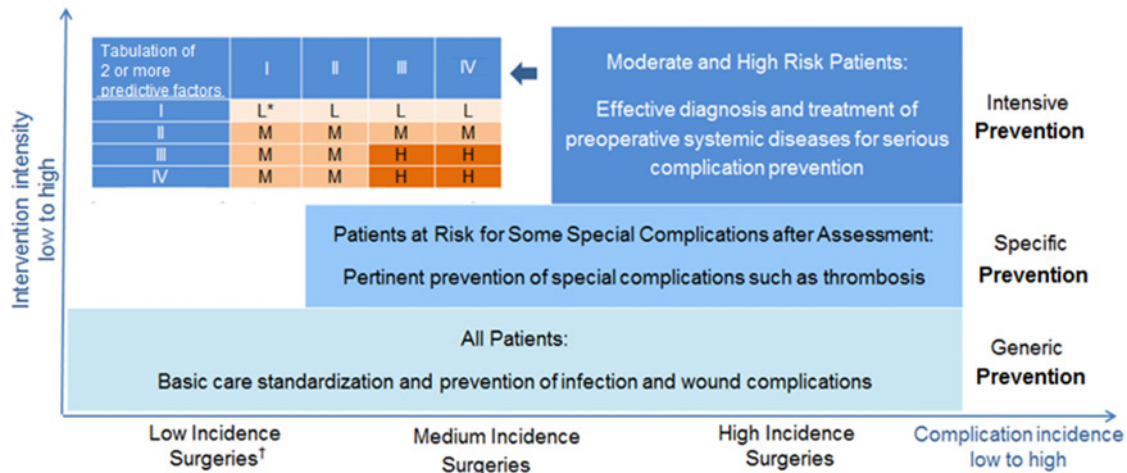 Tabulation of
2 or more
predictive factors
I II III IV
I L* L L L
II M M M M
III M M H H
IV M M H H
Moderate and High Risk Patients:
Effective diagnosis and treatment of
preoperative systemic diseases for serious
complication prevention
Intensive
Prevention
Patients at Risk for Some Special Complications after Assessment:
Pertinent prevention of special complications such as thrombosis
Specific
Prevention
All Patients:
Basic care standardization and prevention of infection and wound complications
Generic
Prevention
Intervention intensity
low to high
Low Incidence
Surgeries†
Medium Incidence
Surgeries
High Incidence
Surgeries
Complication incidence
low to high